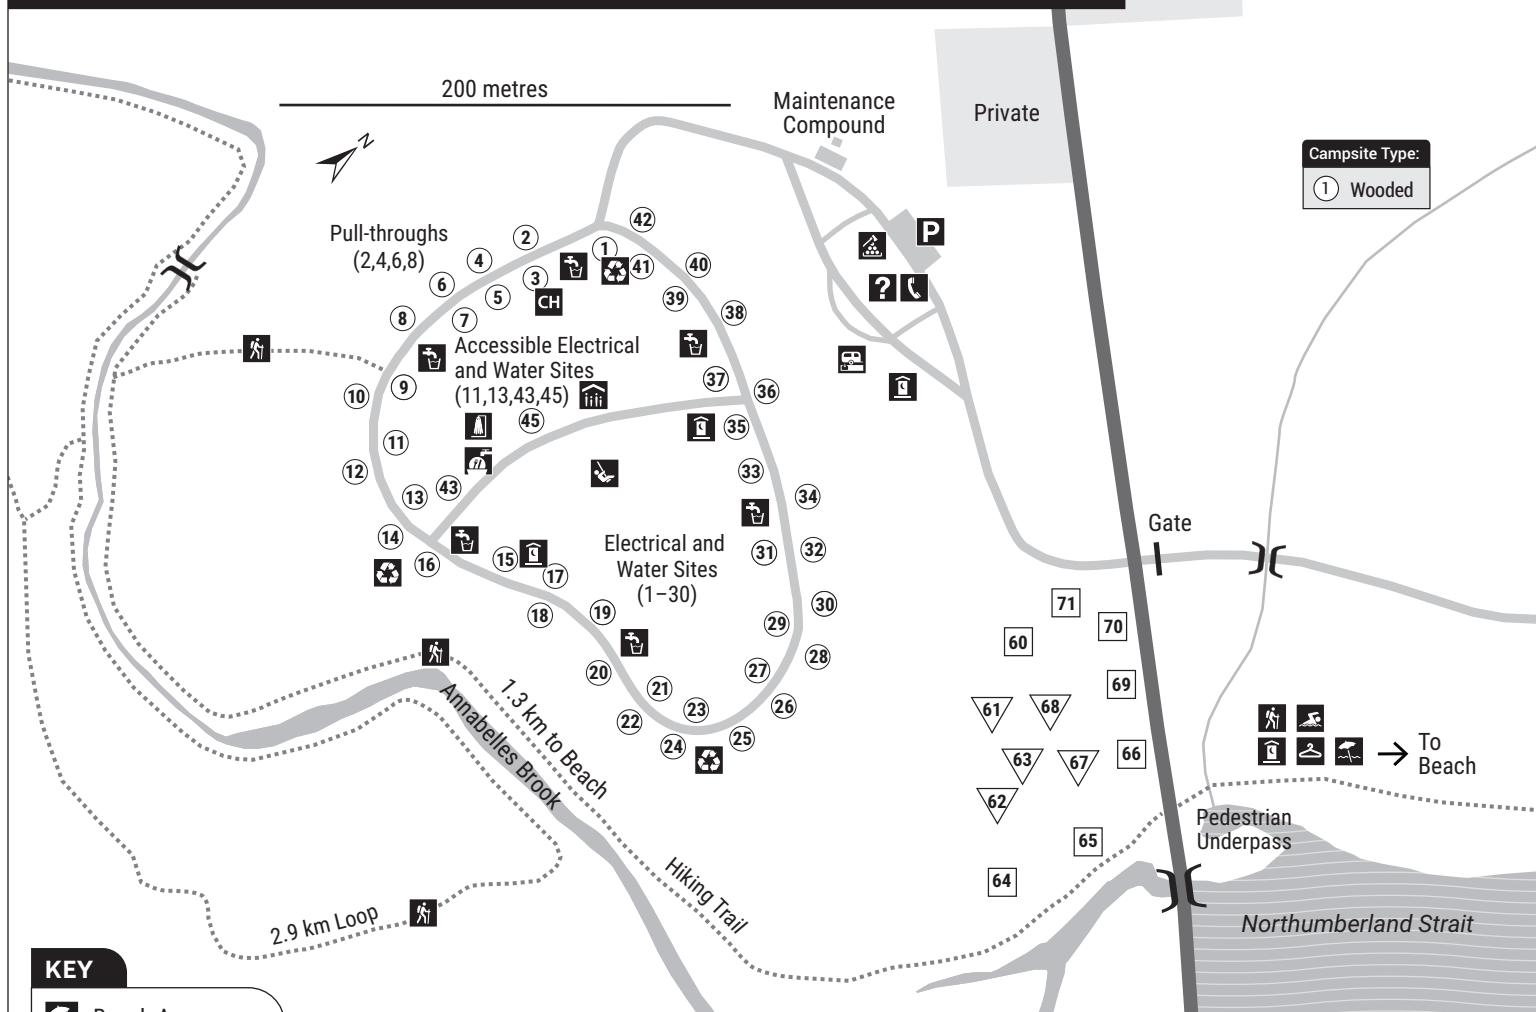 200 metres
N
Maintenance
Compound
Private
Campsite Type:
1 Wooded
P
?
Pull-throughs
(2,4,6,8)
42
2
1
4
41
40
3
6
5
CH
39
8
7
38
Accessible Electrical
and Water Sites
(11,13,43,45)
9
37
10
36
45
35
11
12
33
43
13
34
Gate
14
16
15
17
Electrical and
Water Sites
(1–30)
31
32
18
19
29
30
28
20
27
21
26
22
23
24
25
71
70
60
69
61
68
66
63
67
62
65
64
To
Beach
Pedestrian
Underpass
Northumberland Strait
1.3 km to Beach
Annabelles Brook
Hiking Trail
2.9 km Loop
KEY